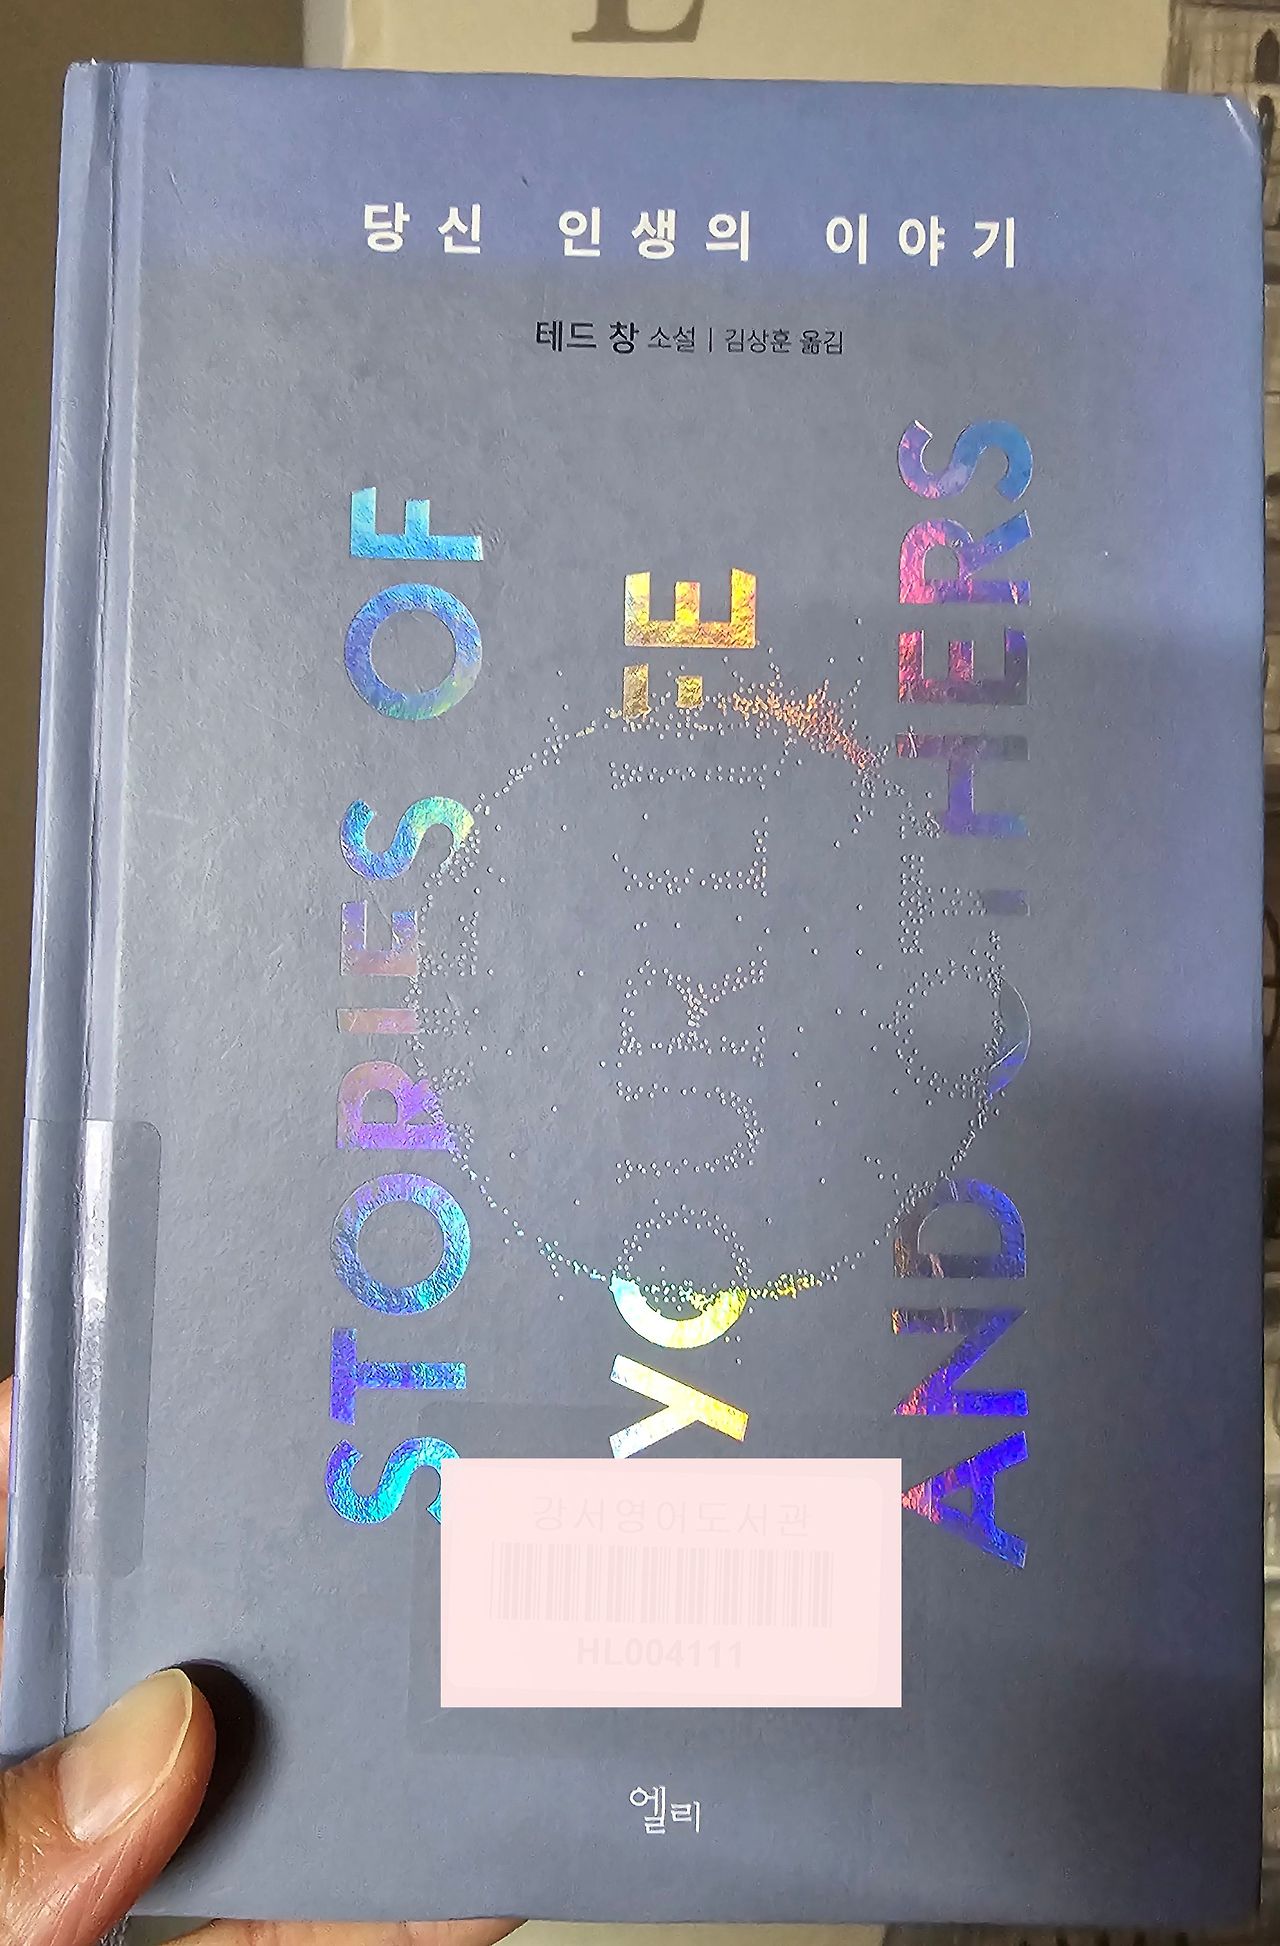 당신 인생의 이야기
테드 창 소설 | 김상훈 옮김
STORIES OF
YOUR LIFE
AND OTHERS
강서영어도서관
HL004111
엘리